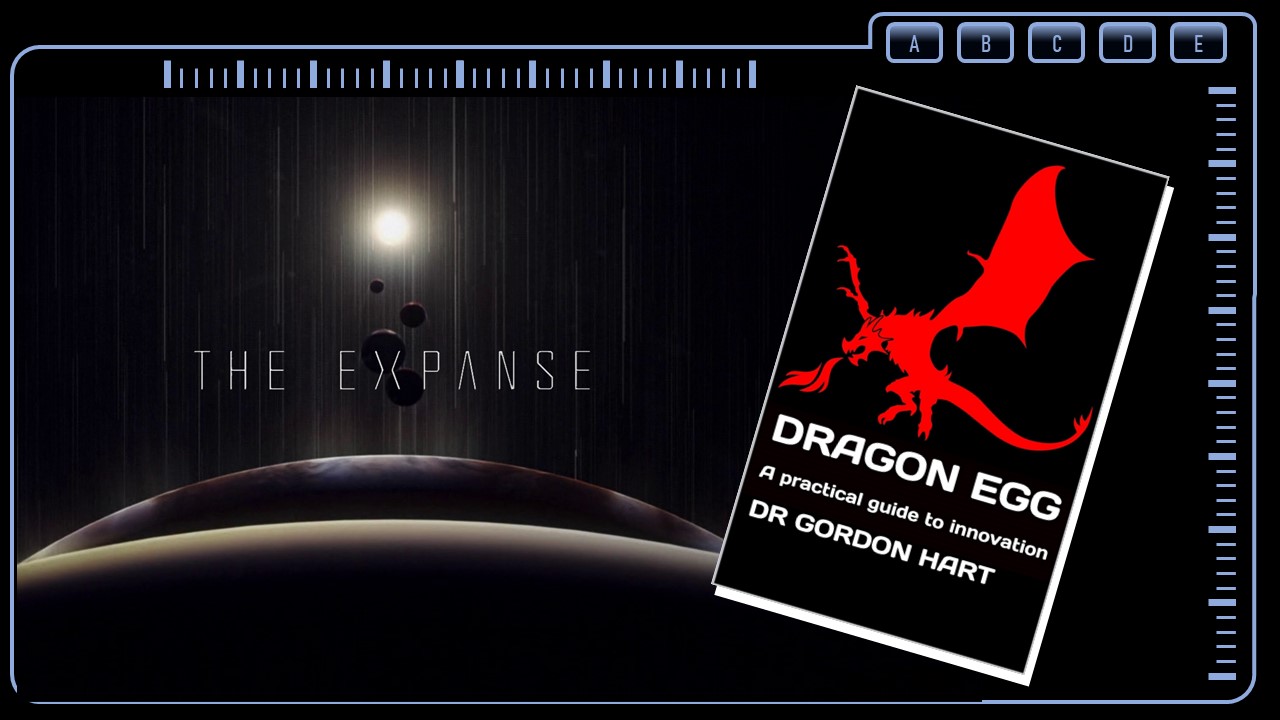 A
B
C
D
E
THE EXPANSE
DRAGON EGG
A practical guide to innovation
DR GORDON HART